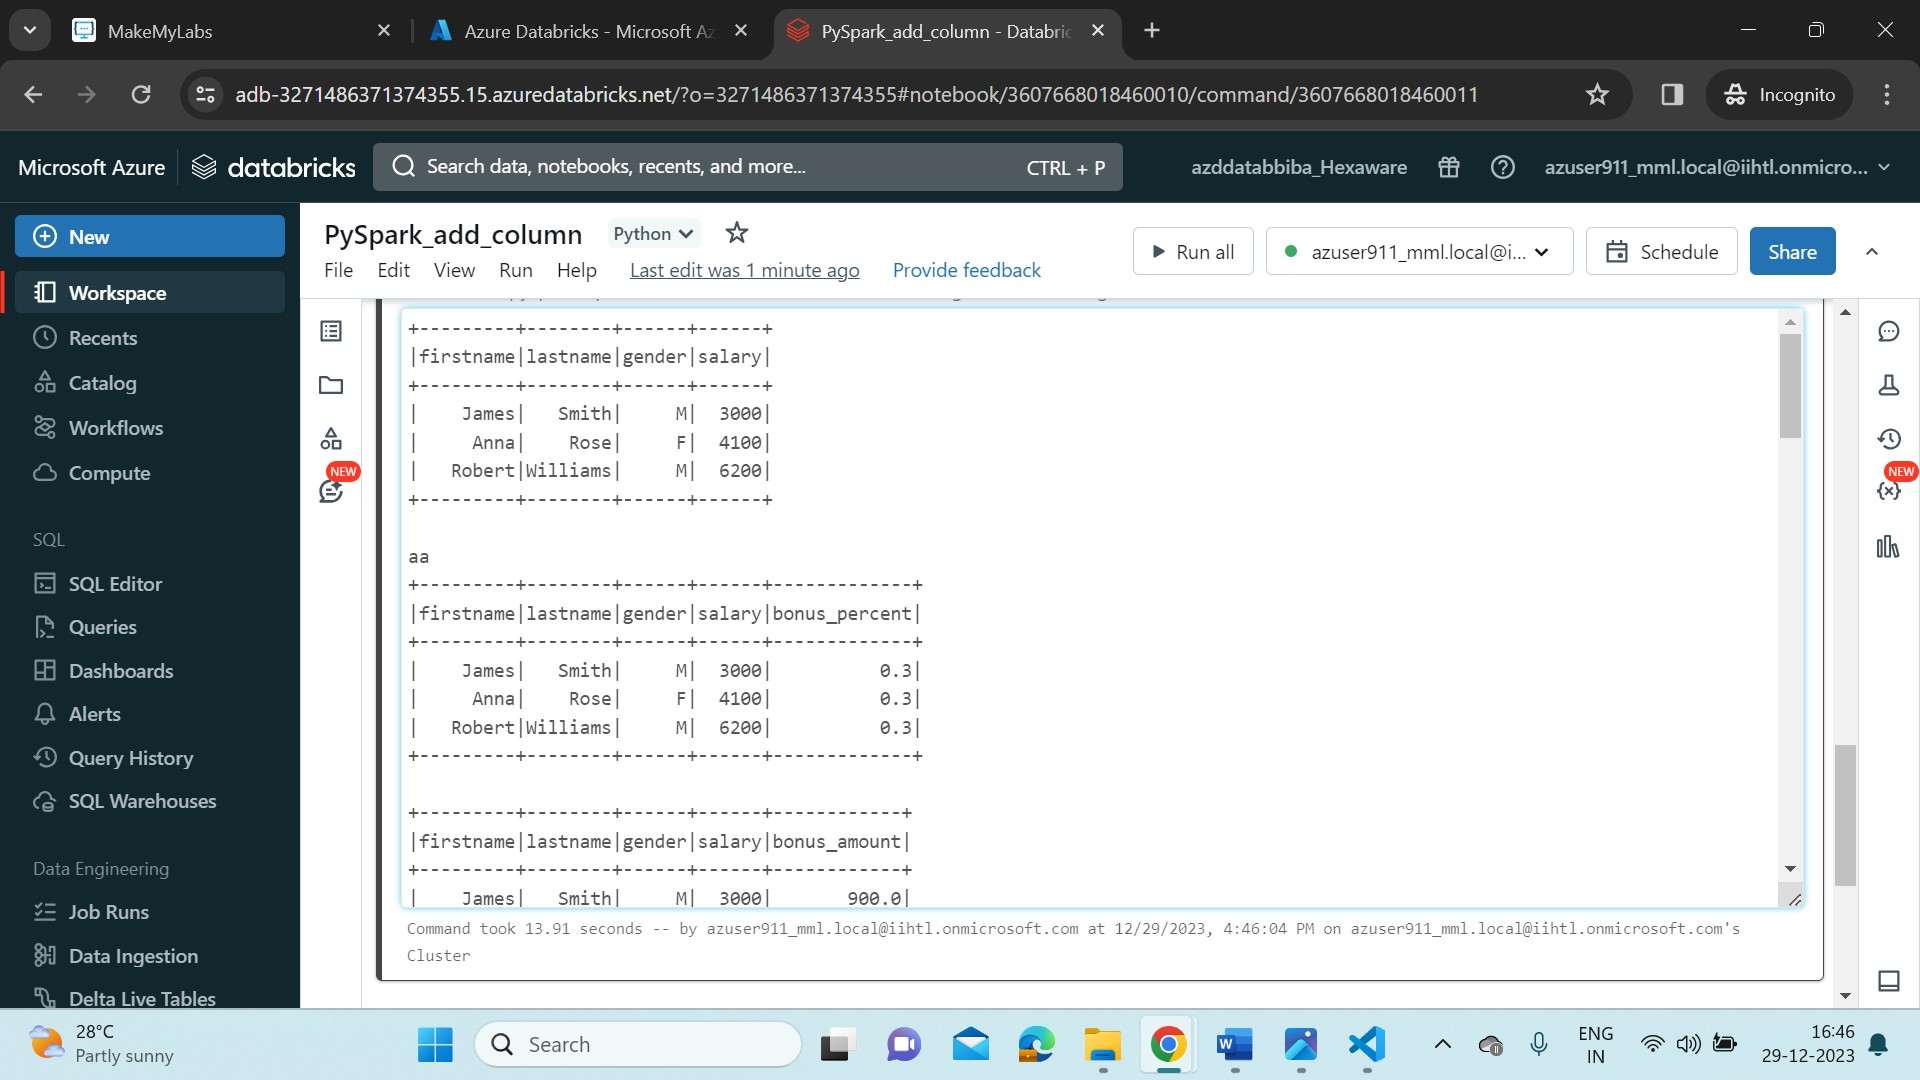 MakeMyLabs
Azure Databricks - Microsoft Az
PySpark_add_column - Databric
adb-3271486371374355.15.azuredatabricks.net/?o=3271486371374355#notebook/3607668018460010/command/3607668018460011
Incognito
Microsoft Azure
databricks
Search data, notebooks, recents, and more...
CTRL + P
azddatabbiba_Hexaware
azuser911_mml.local@iihtl.onmicro...
New
Workspace
Recents
Catalog
Workflows
Compute
SQL
SQL Editor
Queries
Dashboards
Alerts
Query History
SQL Warehouses
Data Engineering
Job Runs
Data Ingestion
Delta Live Tables
PySpark_add_column
Python
File Edit View Run Help Last edit was 1 minute ago Provide feedback
Run all
azuser911_mml.local@i...
Schedule
Share
NEW
NEW
+---------+--------+------+------+
|firstname|lastname|gender|salary|
+---------+--------+------+------+
|    James|   Smith|     M|  3000|
|     Anna|    Rose|     F|  4100|
|   Robert|Williams|     M|  6200|
+---------+--------+------+------+
aa
+---------+--------+------+------+-------------+
|firstname|lastname|gender|salary|bonus_percent|
+---------+--------+------+------+-------------+
|    James|   Smith|     M|  3000|          0.3|
|     Anna|    Rose|     F|  4100|          0.3|
|   Robert|Williams|     M|  6200|          0.3|
+---------+--------+------+------+-------------+
+---------+--------+------+------+------------+
|firstname|lastname|gender|salary|bonus_amount|
+---------+--------+------+------+------------+
|    James|   Smith|     M|  3000|       900.0|
Command took 13.91 seconds -- by azuser911_mml.local@iihtl.onmicrosoft.com at 12/29/2023, 4:46:04 PM on azuser911_mml.local@iihtl.onmicrosoft.com's
Cluster
28°C
Partly sunny
Search
ENG
IN
16:46
29-12-2023